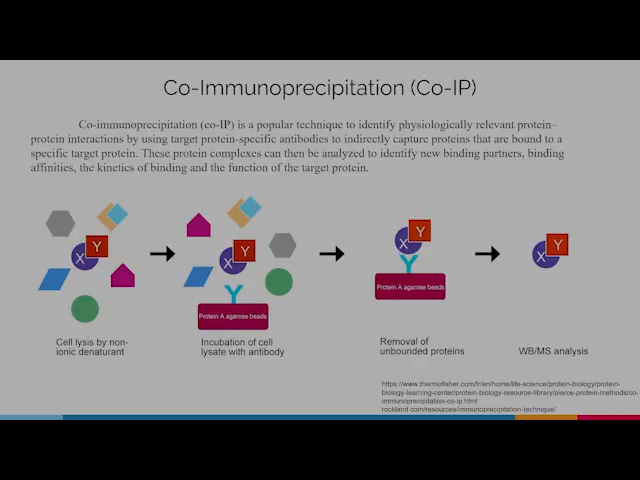 Co-Immunoprecipitation (Co-IP)
Co-immunoprecipitation (co-IP) is a popular technique to identify physiologically relevant protein–
protein interactions by using target protein-specific antibodies to indirectly capture proteins that are bound to a
specific target protein. These protein complexes can then be analyzed to identify new binding partners, binding
affinities, the kinetics of binding and the function of the target protein.
X Y
X Y
Protein A agarose beads
X Y
Protein A agarose beads
X Y
Cell lysis by non-
ionic denaturant
Incubation of cell
lysate with antibody
Removal of
unbounded proteins
WB/MS analysis
https://www.thermofisher.com/fr/en/home/life-science/protein-biology/protein-
biology-learning-center/protein-biology-resource-library/pierce-protein-methods/co-
immunoprecipitation-co-ip.html
rockland.com/resources/immunoprecipitation-technique/